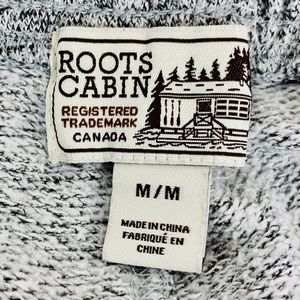 ROOTS
CABIN
REGISTERED
TRADEMARK
CANADA
M/M
MADE IN CHINA
FABRIQUÉ EN
CHINE